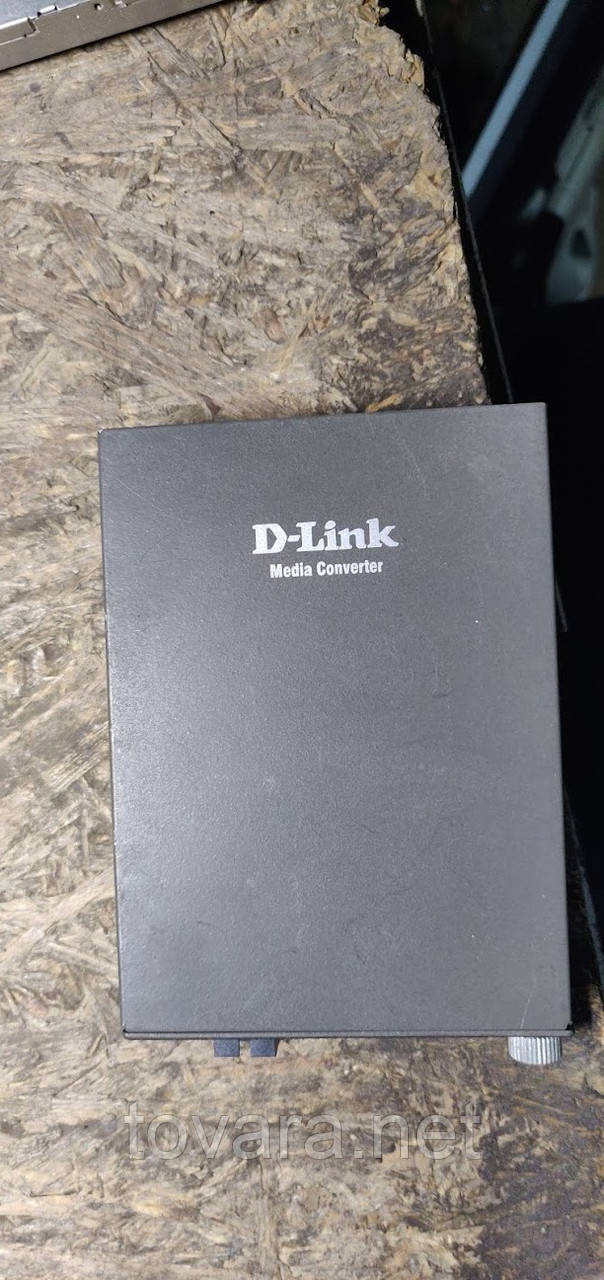 D-Link
Media Converter
tovara.net